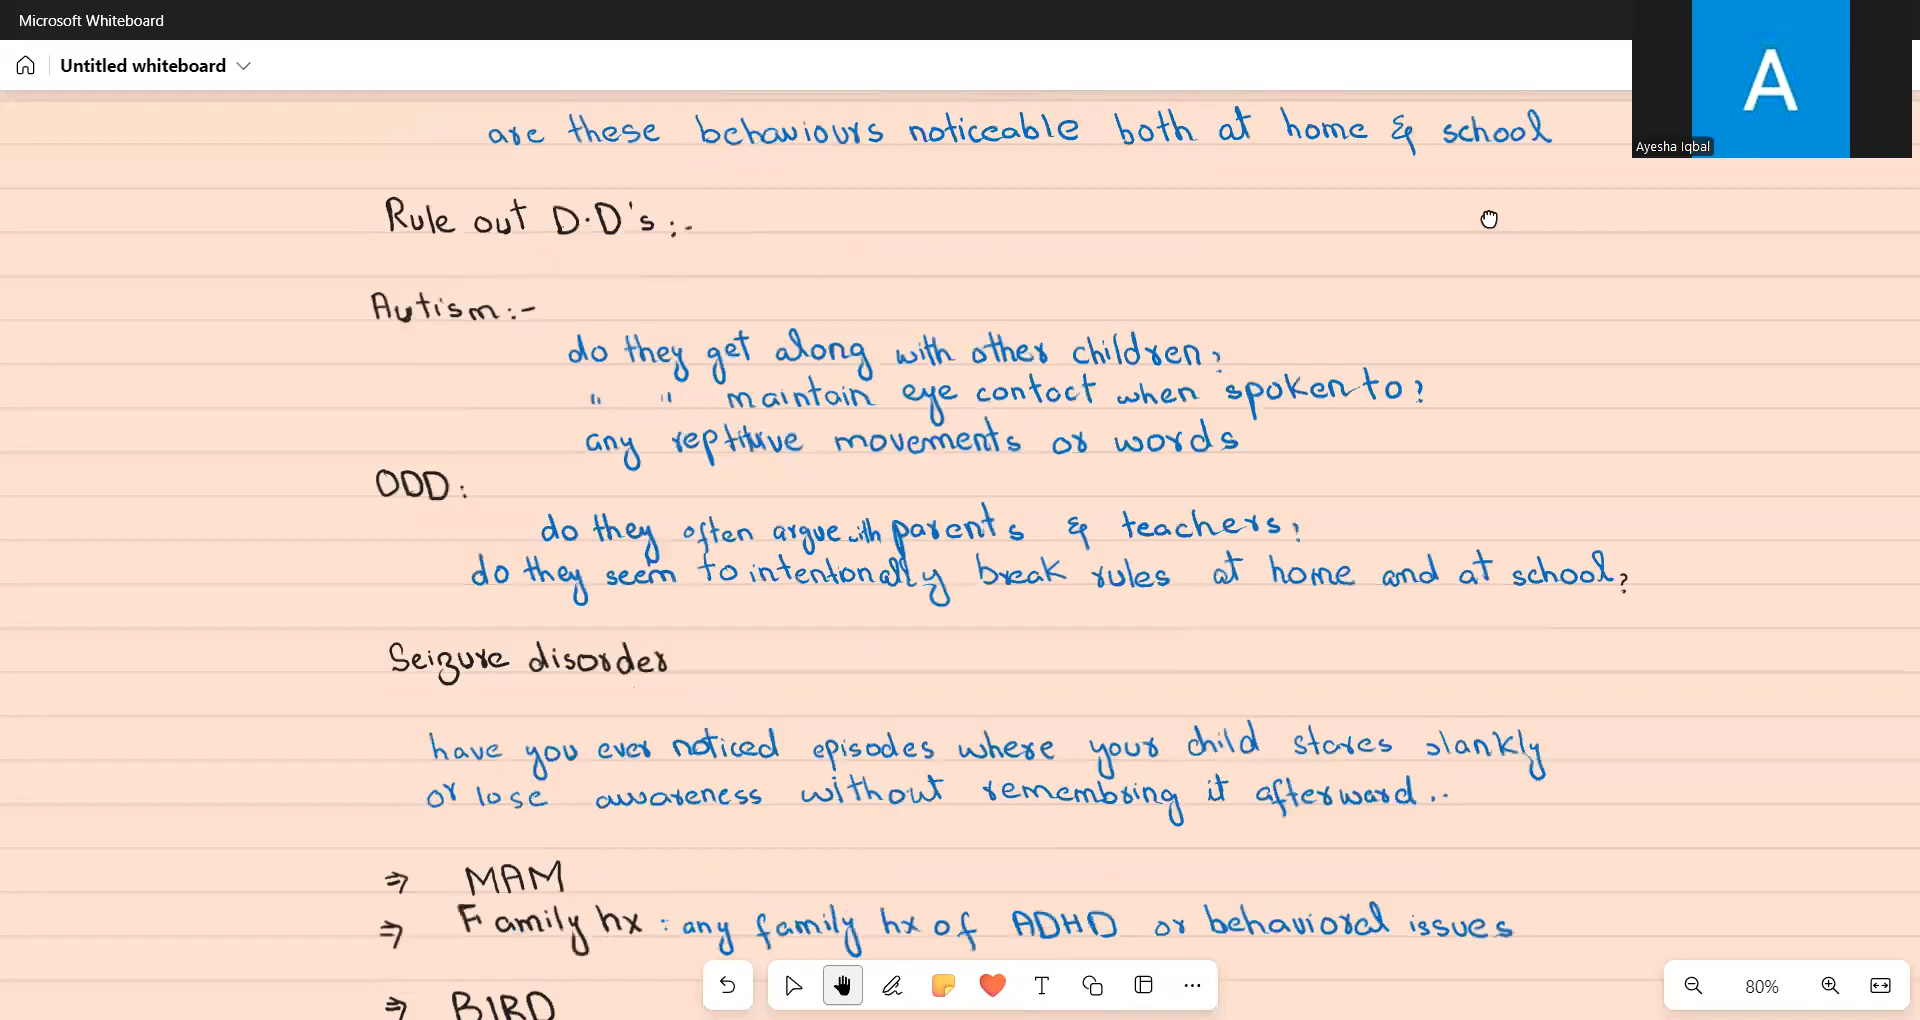 Microsoft Whiteboard
Untitled whiteboard
A
Ayesha Iqbal
are these behaviours noticeable both at home & school
Rule out D.D's :-
Autism :-
do they get along with other children ?
" " maintain eye contact when spoken to ?
any reptitive movements or words
ODD :
do they often argue with parents & teachers ?
do they seem to intentionally break rules at home and at school ?
Seizure disorder
have you ever noticed episodes where your child stares slankly
or lose awareness without remembring it afterward ..
⇒ MAM
⇒ Family hx : any family hx of ADHD or behavioral issues
⇒ BIRD
T
80%